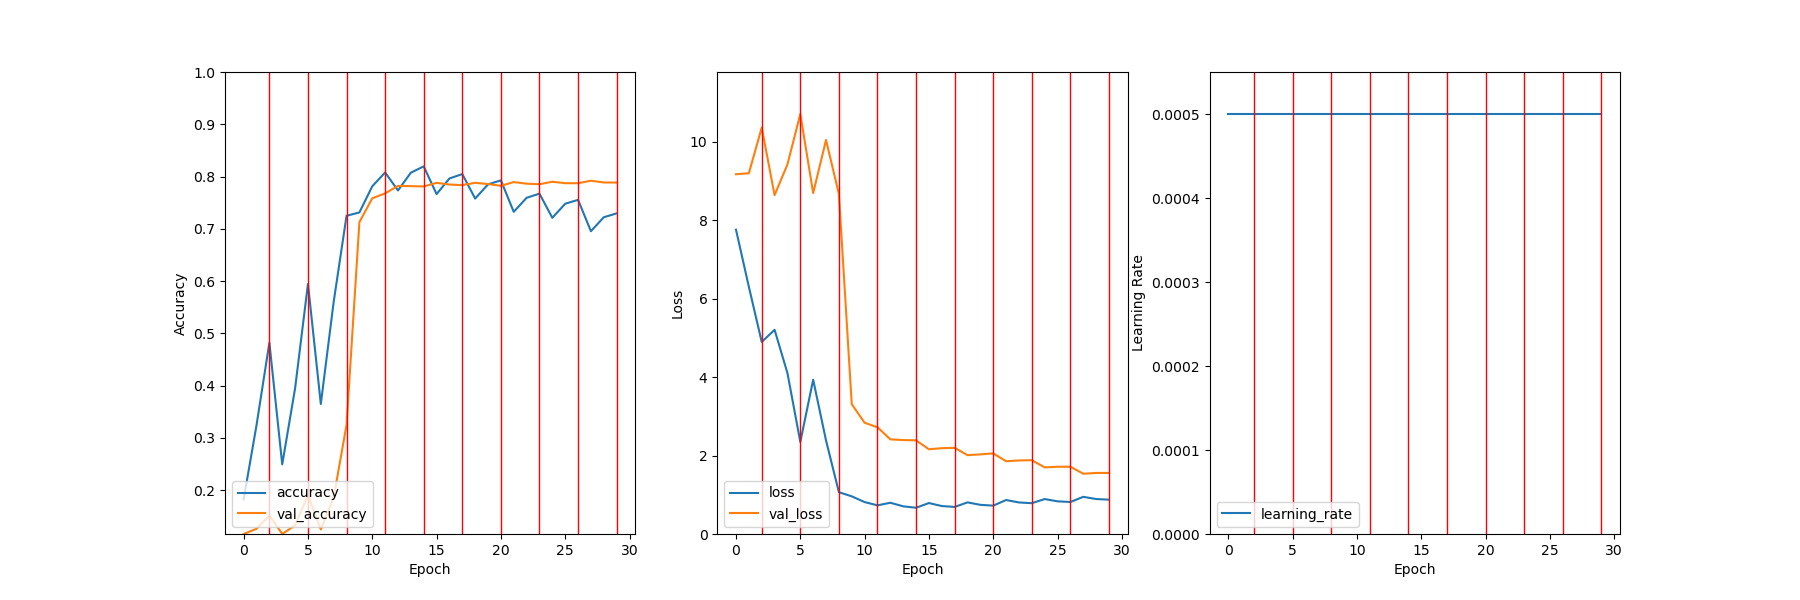 1.0
0.9
0.8
0.7
0.6
0.5
0.4
0.3
0.2
Accuracy
accuracy
val_accuracy
0 5 10 15 20 25 30
Epoch
10
8
6
4
2
0
Loss
loss
val_loss
0 5 10 15 20 25 30
Epoch
0.0005
0.0004
0.0003
0.0002
0.0001
0.0000
Learning Rate
learning_rate
0 5 10 15 20 25 30
Epoch